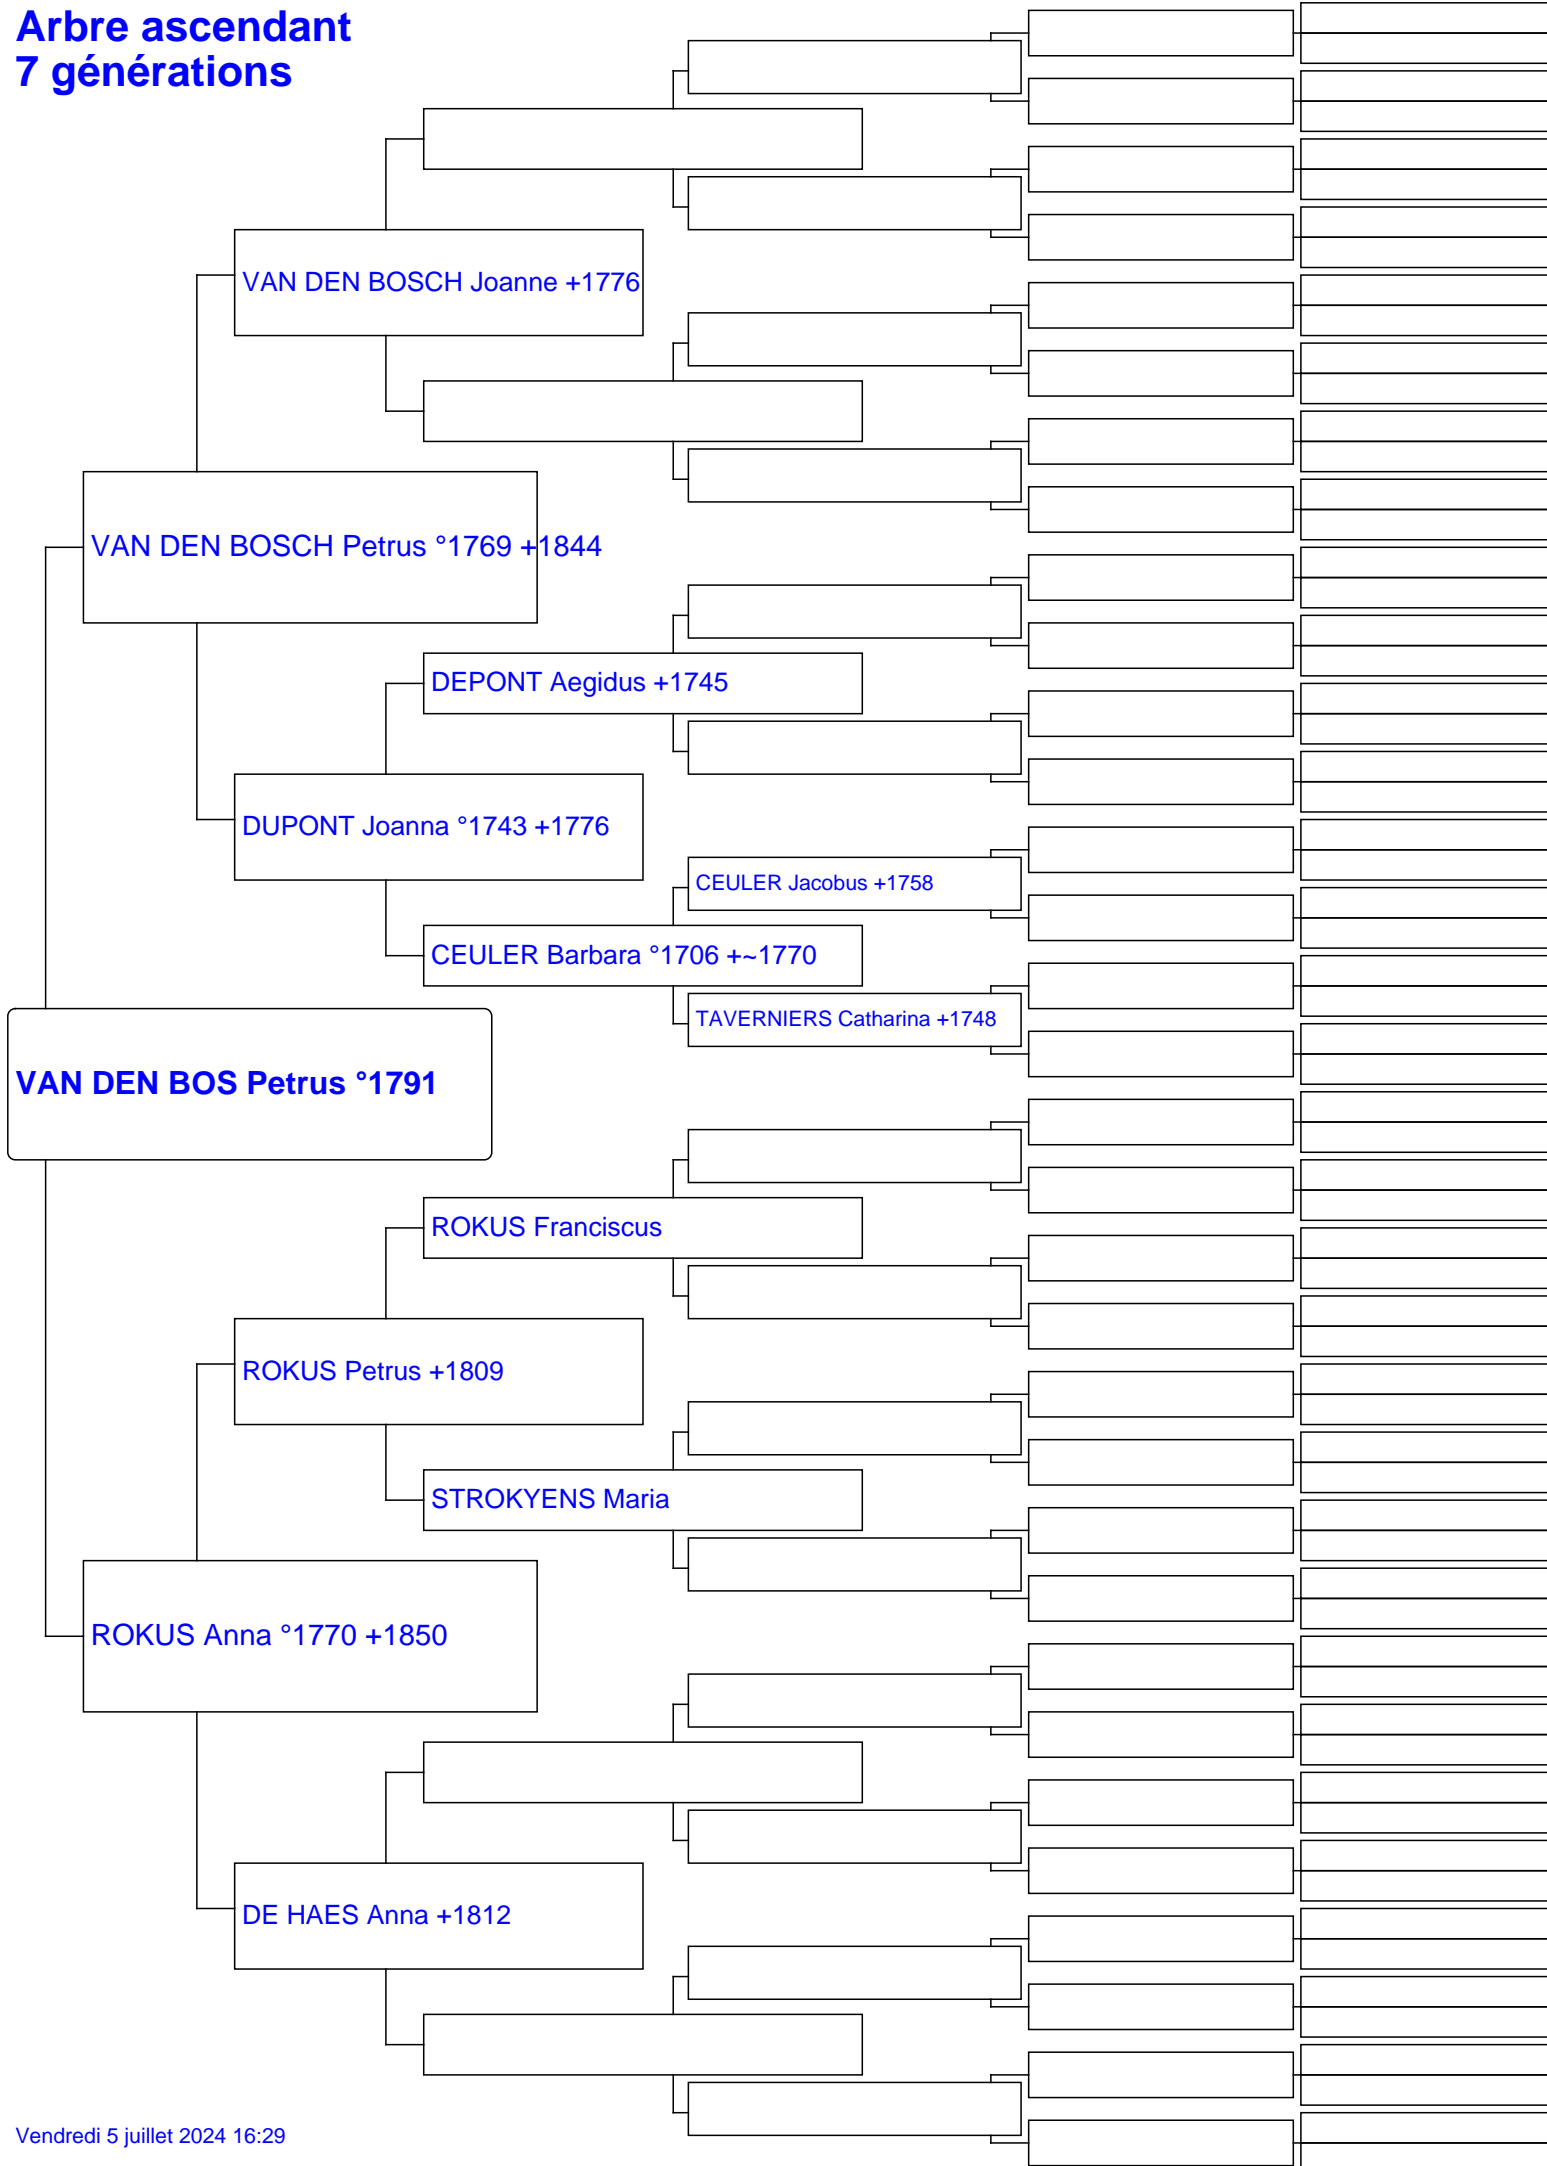 Arbre ascendant
7 générations
VAN DEN BOSCH Joanne +1776
VAN DEN BOSCH Petrus °1769 +1844
DEPONT Aegidus +1745
DUPONT Joanna °1743 +1776
CEULER Jacobus +1758
CEULER Barbara °1706 +~1770
TAVERNIERS Catharina +1748
VAN DEN BOS Petrus °1791
ROKUS Franciscus
ROKUS Petrus +1809
STROKYENS Maria
ROKUS Anna °1770 +1850
DE HAES Anna +1812
Vendredi 5 juillet 2024 16:29